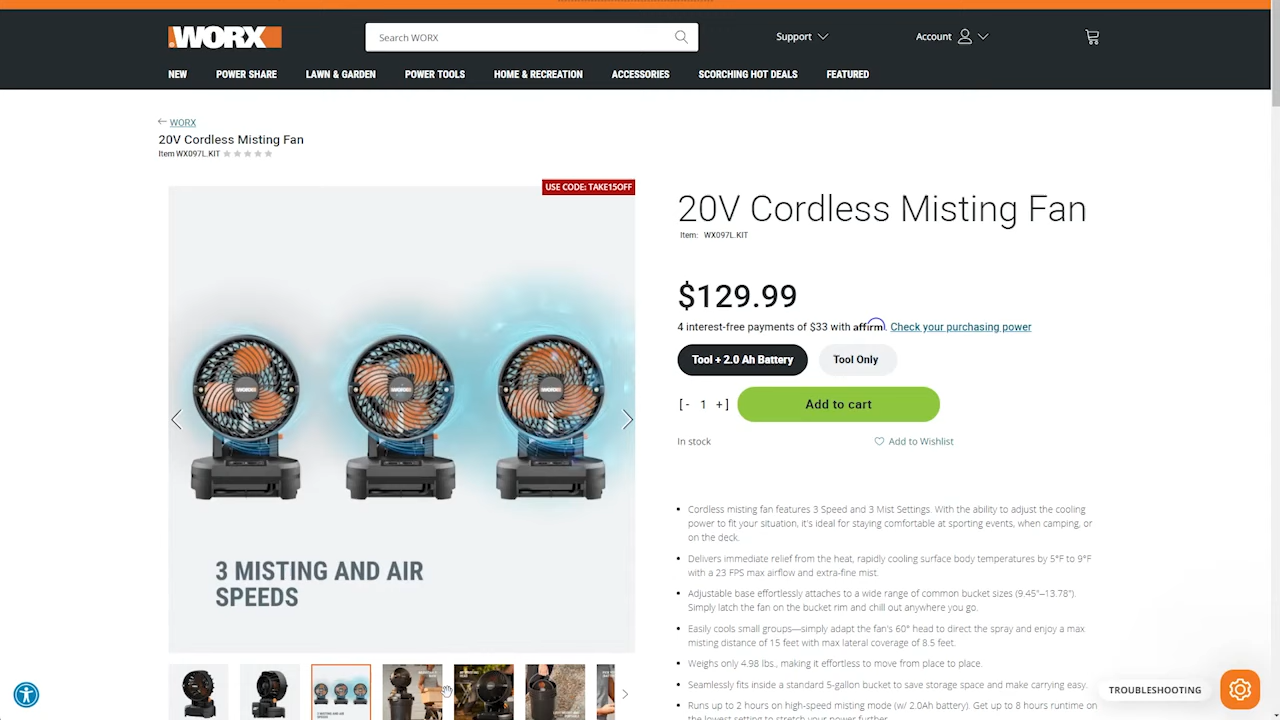 WORX
Search WORX
Support
Account
NEW
POWER SHARE
LAWN & GARDEN
POWER TOOLS
HOME & RECREATION
ACCESSORIES
SCORCHING HOT DEALS
FEATURED
WORX
20V Cordless Misting Fan
Item WX097L.KIT
USE CODE: TAKE15OFF
3 MISTING AND AIR
SPEEDS
20V Cordless Misting Fan
Item: WX097L.KIT
$129.99
4 interest-free payments of $33 with affirm. Check your purchasing power
Tool + 2.0 Ah Battery
Tool Only
[- 1 +]
Add to cart
In stock
Add to Wishlist
Cordless misting fan features 3 Speed and 3 Mist Settings. With the ability to adjust the cooling
power to fit your situation, it's ideal for staying comfortable at sporting events, when camping, or
on the deck.
Delivers immediate relief from the heat, rapidly cooling surface body temperatures by 5°F to 9°F
with a 23 FPS max airflow and extra-fine mist.
Adjustable base effortlessly attaches to a wide range of common bucket sizes (9.45"–13.78").
Simply latch the fan on the bucket rim and chill out anywhere you go.
Easily cools small groups—simply adapt the fan's 60° head to direct the spray and enjoy a max
misting distance of 15 feet with max lateral coverage of 8.5 feet.
Weighs only 4.98 lbs., making it effortless to move from place to place.
Seamlessly fits inside a standard 5-gallon bucket to save storage space and make carrying easy.
Runs up to 2 hours on high-speed misting mode (w/ 2.0Ah battery). Get up to 8 hours runtime on
the lowest setting to stretch your power further.
TROUBLESHOOTING